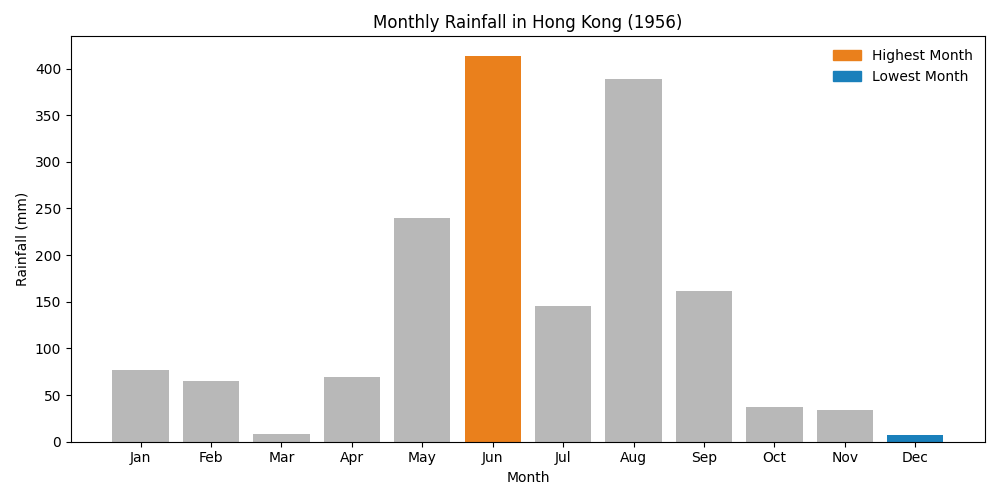 Monthly Rainfall in Hong Kong (1956)
Highest Month
Lowest Month
Rainfall (mm)
400
350
300
250
200
150
100
50
0
Jan Feb Mar Apr May Jun Jul Aug Sep Oct Nov Dec
Month